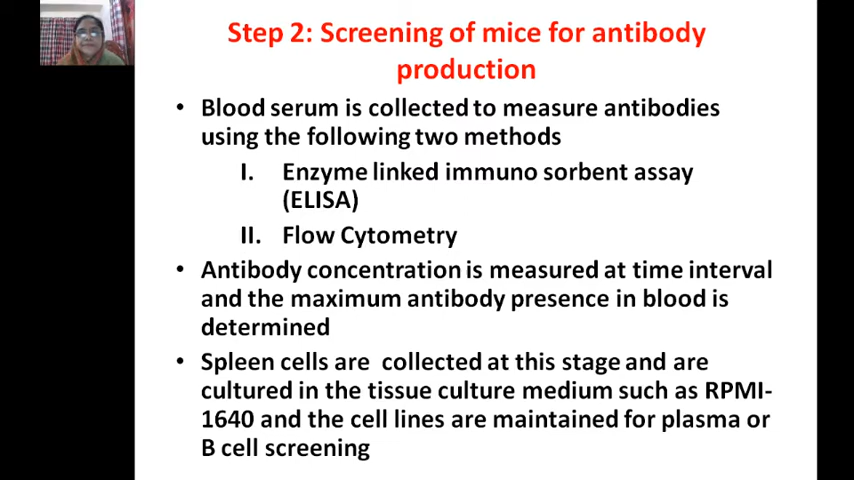 Step 2: Screening of mice for antibody
production
• Blood serum is collected to measure antibodies
using the following two methods
I. Enzyme linked immuno sorbent assay
(ELISA)
II. Flow Cytometry
• Antibody concentration is measured at time interval
and the maximum antibody presence in blood is
determined
• Spleen cells are collected at this stage and are
cultured in the tissue culture medium such as RPMI-
1640 and the cell lines are maintained for plasma or
B cell screening